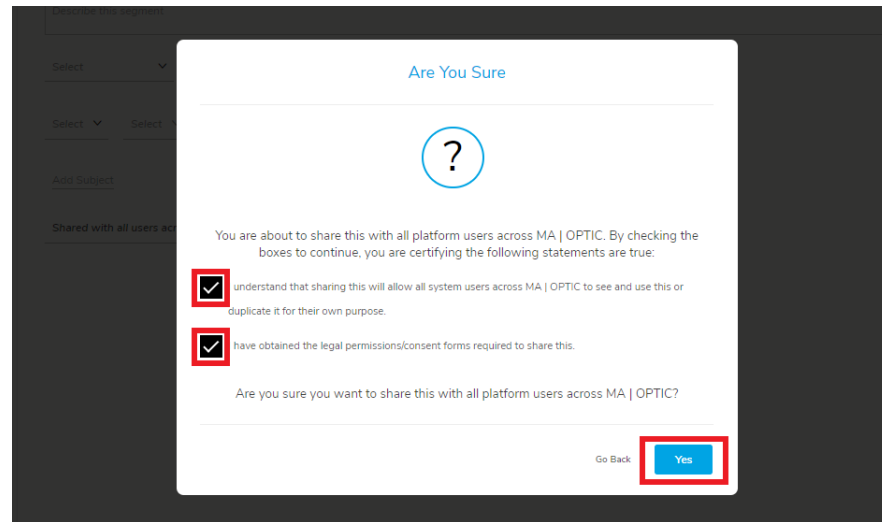 Describe this segment
Select
Are You Sure
?
Select Select
Add Subject
Shared with all users acr
You are about to share this with all platform users across MA | OPTIC. By checking the
boxes to continue, you are certifying the following statements are true:
understand that sharing this will allow all system users across MA | OPTIC to see and use this or
duplicate it for their own purpose.
have obtained the legal permissions/consent forms required to share this.
Are you sure you want to share this with all platform users across MA | OPTIC?
Go Back Yes